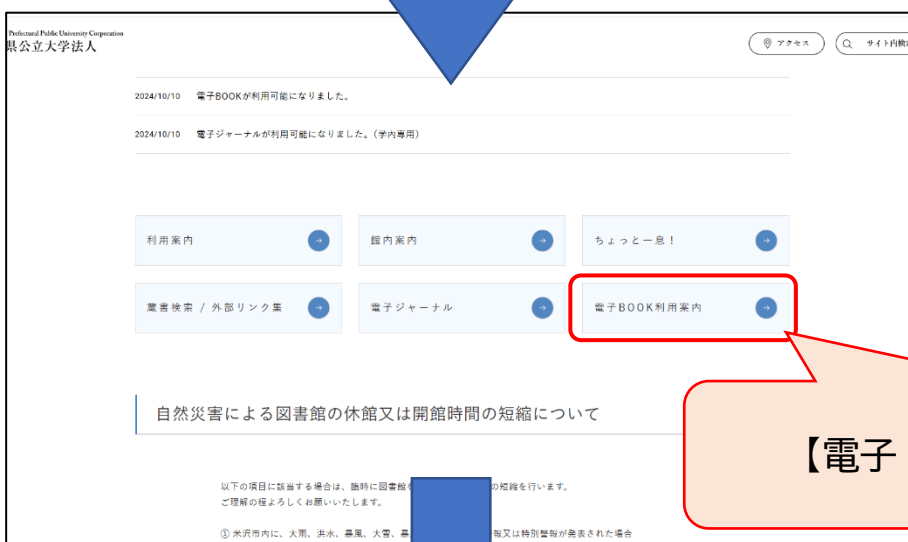 Prefectural Public University Corporation
県公立大学法人
アクセス
サイト内検
2024/10/10 電子BOOKが利用可能になりました。
2024/10/10 電子ジャーナルが利用可能になりました。(学内専用)
利用案内
館内案内
ちょっと一息！
蔵書検索 / 外部リンク集
電子ジャーナル
電子BOOK利用案内
自然災害による図書館の休館又は開館時間の短縮について
【電子
以下の項目に該当する場合は、臨時に図書館 の短縮を行います。
ご理解の程よろしくお願いいたします。
① 米沢市内に、大雨、洪水、暴風、大雪、暴 報又は特別警報が発表された場合